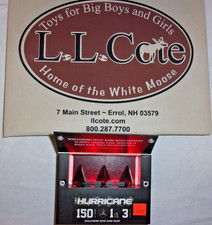 Toys for Big Boys and Girls
L.L. Cote
Home of the White Moose
7 Main Street ~ Errol, NH 03579
llcote.com
800.287.7700
HURRICANE
150 1 3